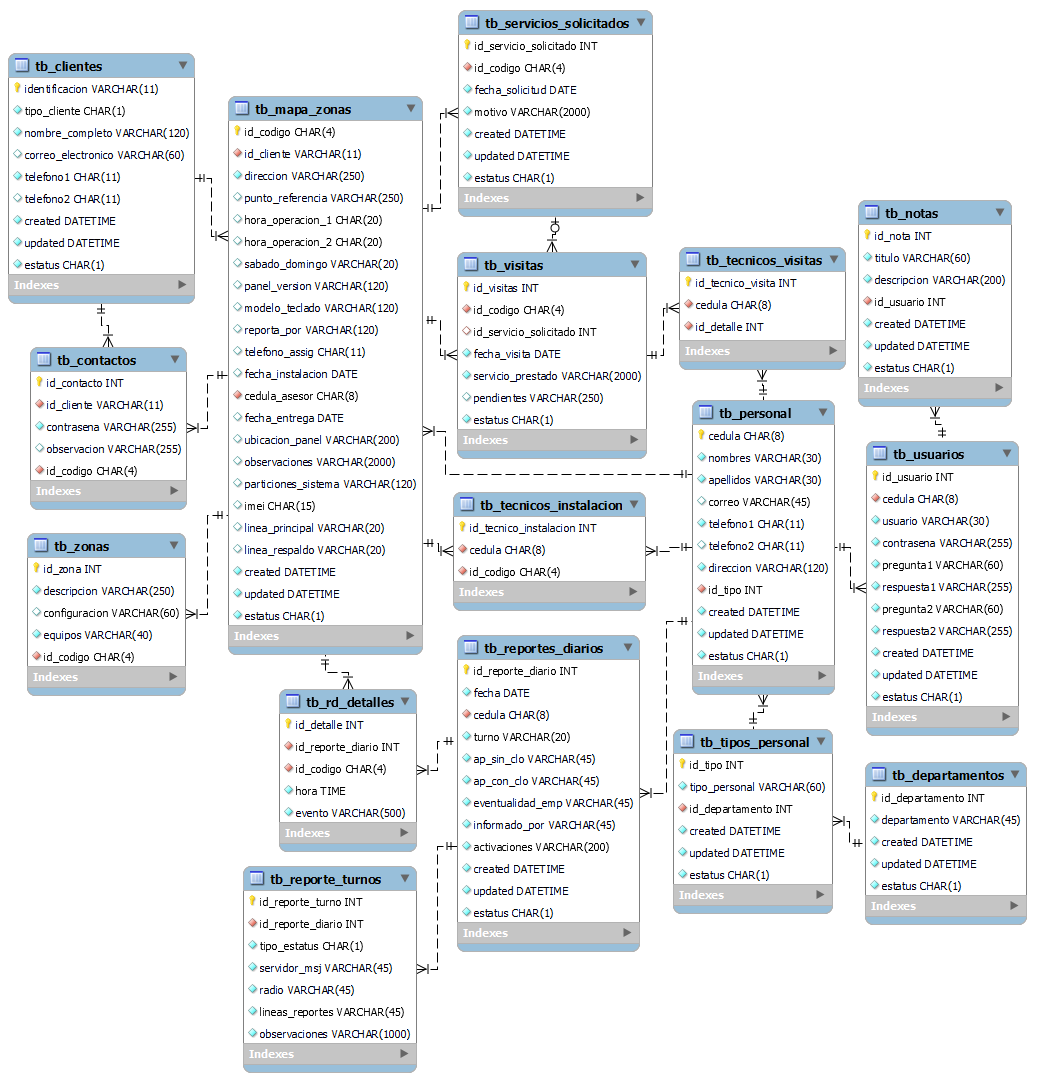 tb_clientes
identificacion VARCHAR(11)
tipo_cliente CHAR(1)
nombre_completo VARCHAR(120)
correo_electronico VARCHAR(60)
telefono1 CHAR(11)
telefono2 CHAR(11)
created DATETIME
updated DATETIME
estatus CHAR(1)
Indexes
tb_contactos
id_contacto INT
id_cliente VARCHAR(11)
contrasena VARCHAR(255)
observacion VARCHAR(255)
id_codigo CHAR(4)
Indexes
tb_zonas
id_zona INT
descripcion VARCHAR(250)
configuracion VARCHAR(60)
equipos VARCHAR(40)
id_codigo CHAR(4)
Indexes
tb_mapa_zonas
id_codigo CHAR(4)
id_cliente VARCHAR(11)
direccion VARCHAR(250)
punto_referencia VARCHAR(250)
hora_operacion_1 CHAR(20)
hora_operacion_2 CHAR(20)
sabado_domingo VARCHAR(20)
panel_version VARCHAR(120)
modelo_teclado VARCHAR(120)
reporta_por VARCHAR(120)
telefono_assig CHAR(11)
fecha_instalacion DATE
cedula_asesor CHAR(8)
fecha_entrega DATE
ubicacion_panel VARCHAR(200)
observaciones VARCHAR(2000)
particiones_sistema VARCHAR(120)
imei CHAR(15)
linea_principal VARCHAR(20)
linea_respaldo VARCHAR(20)
created DATETIME
updated DATETIME
estatus CHAR(1)
Indexes
tb_rd_detalles
id_detalle INT
id_reporte_diario INT
id_codigo CHAR(4)
hora TIME
evento VARCHAR(500)
Indexes
tb_reporte_turnos
id_reporte_turno INT
id_reporte_diario INT
tipo_estatus CHAR(1)
servidor_msj VARCHAR(45)
radio VARCHAR(45)
lineas_reportes VARCHAR(45)
observaciones VARCHAR(1000)
Indexes
tb_servicios_solicitados
id_servicio_solicitado INT
id_codigo CHAR(4)
fecha_solicitud DATE
motivo VARCHAR(2000)
created DATETIME
updated DATETIME
estatus CHAR(1)
Indexes
tb_visitas
id_visitas INT
id_codigo CHAR(4)
id_servicio_solicitado INT
fecha_visita DATE
servicio_prestado VARCHAR(2000)
pendientes VARCHAR(250)
estatus CHAR(1)
Indexes
tb_tecnicos_instalacion
id_tecnico_instalacion INT
cedula CHAR(8)
id_codigo CHAR(4)
Indexes
tb_reportes_diarios
id_reporte_diario INT
fecha DATE
cedula CHAR(8)
turno VARCHAR(20)
ap_sin_clo VARCHAR(45)
ap_con_clo VARCHAR(45)
eventualidad_emp VARCHAR(45)
informado_por VARCHAR(45)
activaciones VARCHAR(200)
created DATETIME
updated DATETIME
estatus CHAR(1)
Indexes
tb_tecnicos_visitas
id_tecnico_visita INT
cedula CHAR(8)
id_detalle INT
Indexes
tb_personal
cedula CHAR(8)
nombres VARCHAR(30)
apellidos VARCHAR(30)
correo VARCHAR(45)
telefono1 CHAR(11)
telefono2 CHAR(11)
direccion VARCHAR(120)
id_tipo INT
created DATETIME
updated DATETIME
estatus CHAR(1)
Indexes
tb_tipos_personal
id_tipo INT
tipo_personal VARCHAR(60)
id_departamento INT
created DATETIME
updated DATETIME
estatus CHAR(1)
Indexes
tb_notas
id_nota INT
titulo VARCHAR(60)
descripcion VARCHAR(200)
id_usuario INT
created DATETIME
updated DATETIME
estatus CHAR(1)
Indexes
tb_usuarios
id_usuario INT
cedula CHAR(8)
usuario VARCHAR(30)
contrasena VARCHAR(255)
pregunta1 VARCHAR(60)
respuesta1 VARCHAR(255)
pregunta2 VARCHAR(60)
respuesta2 VARCHAR(255)
created DATETIME
updated DATETIME
estatus CHAR(1)
Indexes
tb_departamentos
id_departamento INT
departamento VARCHAR(45)
created DATETIME
updated DATETIME
estatus CHAR(1)
Indexes